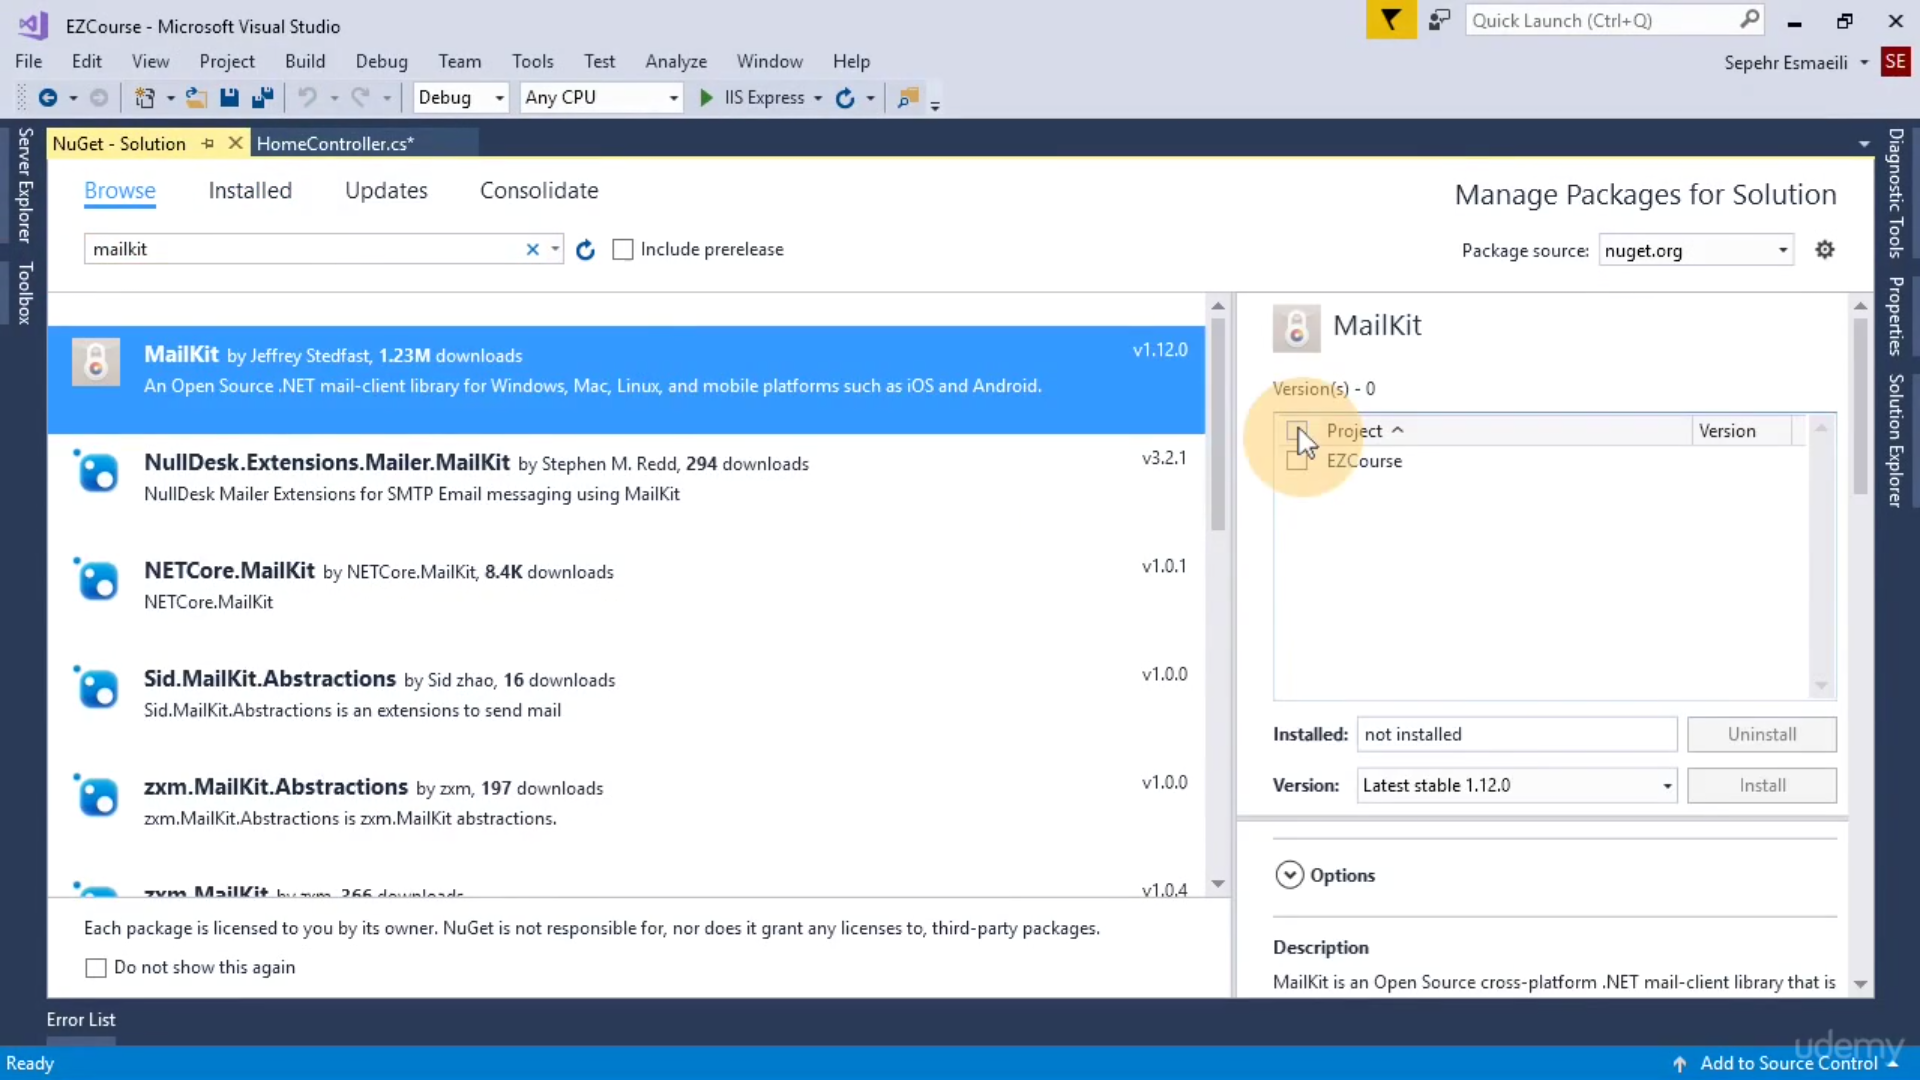 EZCourse - Microsoft Visual Studio
Quick Launch (Ctrl+Q)
File Edit View Project Build Debug Team Tools Test Analyze Window Help
Sepehr Esmaeili SE
Debug Any CPU IIS Express
Server Explorer
Toolbox
NuGet - Solution HomeController.cs*
Browse Installed Updates Consolidate
Manage Packages for Solution
mailkit
Include prerelease
Package source: nuget.org
MailKit by Jeffrey Stedfast, 1.23M downloads v1.12.0
An Open Source .NET mail-client library for Windows, Mac, Linux, and mobile platforms such as iOS and Android.
NullDesk.Extensions.Mailer.MailKit by Stephen M. Redd, 294 downloads v3.2.1
NullDesk Mailer Extensions for SMTP Email messaging using MailKit
NETCore.MailKit by NETCore.MailKit, 8.4K downloads v1.0.1
NETCore.MailKit
Sid.MailKit.Abstractions by Sid zhao, 16 downloads v1.0.0
Sid.MailKit.Abstractions is an extensions to send mail
zxm.MailKit.Abstractions by zxm, 197 downloads v1.0.0
zxm.MailKit.Abstractions is zxm.MailKit abstractions.
zxm.MailKit by zxm, 266 downloads v1.0.4
Each package is licensed to you by its owner. NuGet is not responsible for, nor does it grant any licenses to, third-party packages.
Do not show this again
MailKit
Version(s) - 0
Project Version
EZCourse
Installed: not installed Uninstall
Version: Latest stable 1.12.0 Install
Options
Description
MailKit is an Open Source cross-platform .NET mail-client library that is
Diagnostic Tools
Properties
Solution Explorer
Error List
Ready
Add to Source Control
udemy